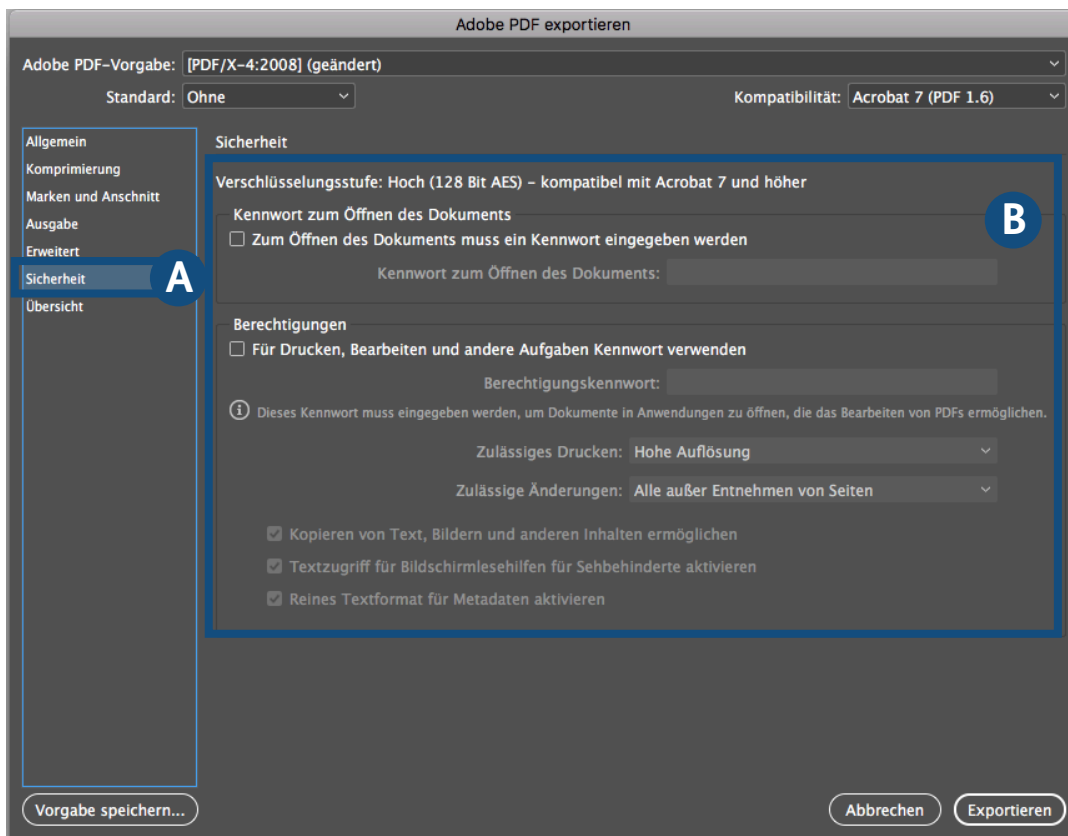 Adobe PDF exportieren
Adobe PDF-Vorgabe: [PDF/X-4:2008] (geändert)
Standard: Ohne Kompatibilität: Acrobat 7 (PDF 1.6)
Allgemein
Komprimierung
Marken und Anschnitt
Ausgabe
Erweitert
Sicherheit
Übersicht
A
Sicherheit
B
Verschlüsselungsstufe: Hoch (128 Bit AES) – kompatibel mit Acrobat 7 und höher
Kennwort zum Öffnen des Dokuments
Zum Öffnen des Dokuments muss ein Kennwort eingegeben werden
Kennwort zum Öffnen des Dokuments:
Berechtigungen
Für Drucken, Bearbeiten und andere Aufgaben Kennwort verwenden
Berechtigungskennwort:
Dieses Kennwort muss eingegeben werden, um Dokumente in Anwendungen zu öffnen, die das Bearbeiten von PDFs ermöglichen.
Zulässiges Drucken: Hohe Auflösung
Zulässige Änderungen: Alle außer Entnehmen von Seiten
Kopieren von Text, Bildern und anderen Inhalten ermöglichen
Textzugriff für Bildschirmlesehilfen für Sehbehinderte aktivieren
Reines Textformat für Metadaten aktivieren
Vorgabe speichern... Abbrechen Exportieren